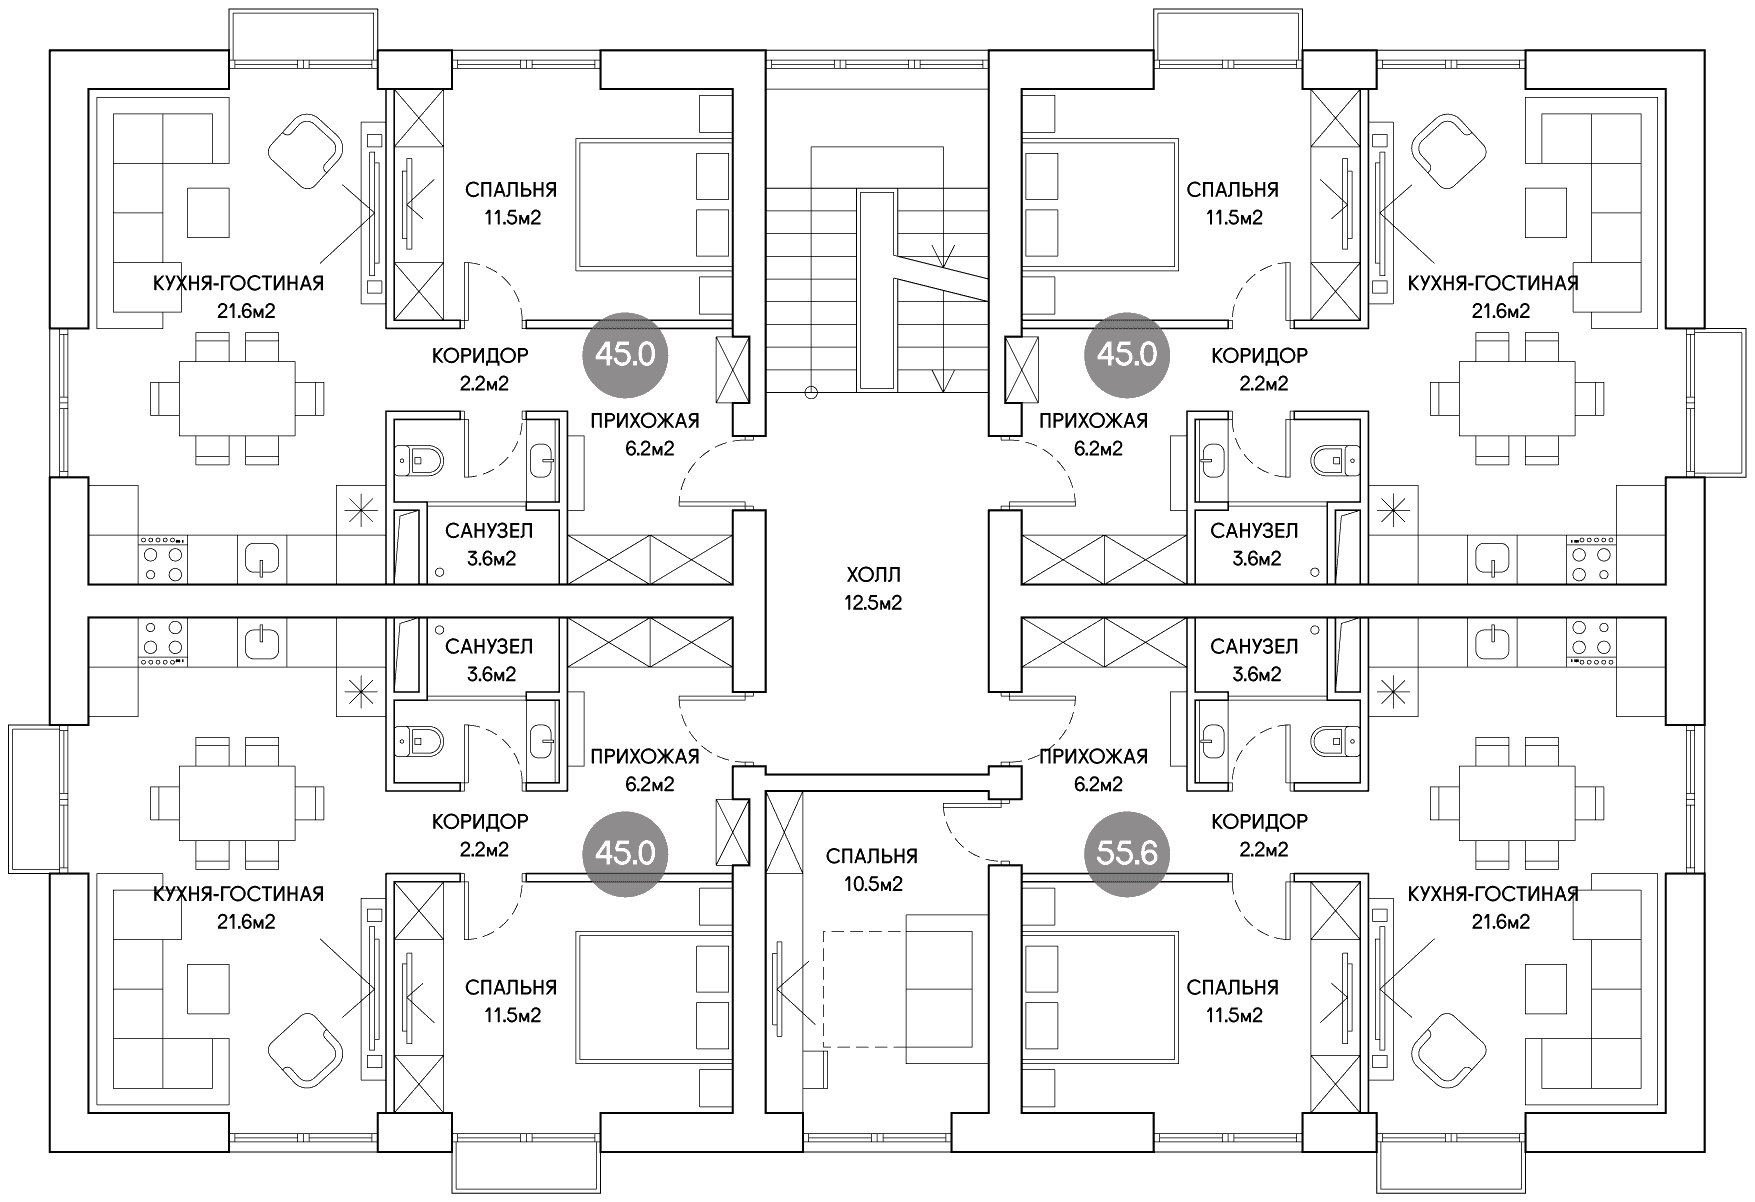 СПАЛЬНЯ
11.5м2
СПАЛЬНЯ
11.5м2
КУХНЯ-ГОСТИНАЯ
21.6м2
КУХНЯ-ГОСТИНАЯ
21.6м2
КОРИДОР
2.2м2
45.0
45.0
КОРИДОР
2.2м2
ПРИХОЖАЯ
6.2м2
ПРИХОЖАЯ
6.2м2
САНУЗЕЛ
3.6м2
САНУЗЕЛ
3.6м2
ХОЛЛ
12.5м2
САНУЗЕЛ
3.6м2
САНУЗЕЛ
3.6м2
ПРИХОЖАЯ
6.2м2
ПРИХОЖАЯ
6.2м2
КОРИДОР
2.2м2
45.0
СПАЛЬНЯ
10.5м2
55.6
КОРИДОР
2.2м2
КУХНЯ-ГОСТИНАЯ
21.6м2
КУХНЯ-ГОСТИНАЯ
21.6м2
СПАЛЬНЯ
11.5м2
СПАЛЬНЯ
11.5м2